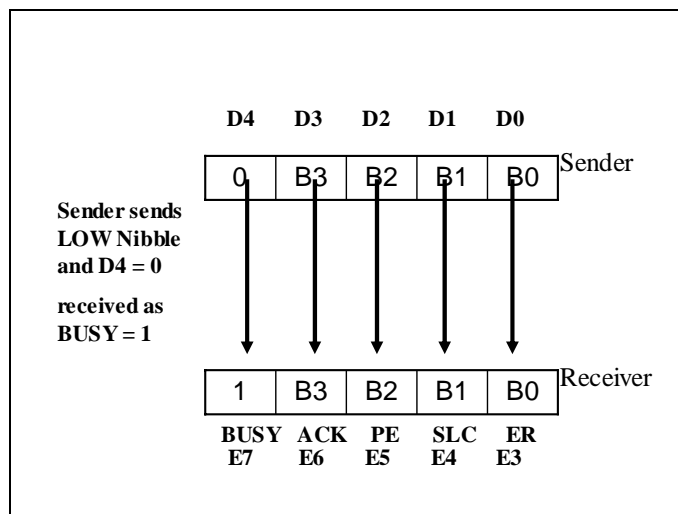 D4 D3 D2 D1 D0
0 B3 B2 B1 B0 Sender
Sender sends
LOW Nibble
and D4 = 0
received as
BUSY = 1
1 B3 B2 B1 B0 Receiver
BUSY ACK PE SLC ER
E7 E6 E5 E4 E3